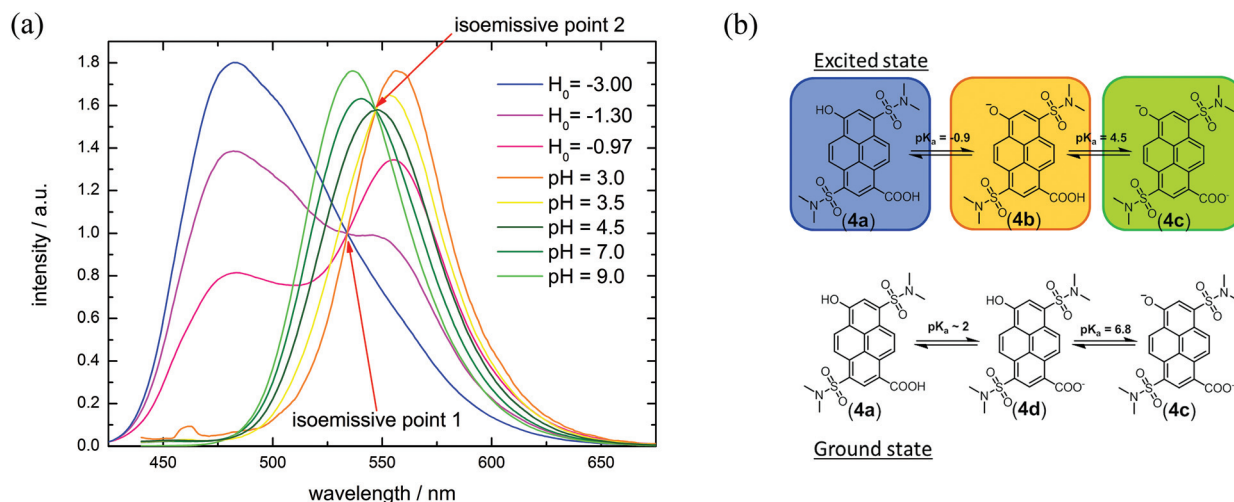 (a)
isoemissive point 2
1.8
1.6
1.4
1.2
1.0
0.8
0.6
0.4
0.2
0.0
intensity / a.u.
H₀= -3.00
H₀= -1.30
H₀= -0.97
pH = 3.0
pH = 3.5
pH = 4.5
pH = 7.0
pH = 9.0
isoemissive point 1
450 500 550 600 650
wavelength / nm
(b)
Excited state
HO O S O N
pKₐ = -0.9
⁻O O S O N
pKₐ = 4.5
⁻O O S O N
N S O O COOH
N S O O COOH
N S O O COO⁻
(4a) (4b) (4c)
HO O S O N
pKₐ ~ 2
HO O S O N
pKₐ = 6.8
⁻O O S O N
N S O O COOH
N S O O COO⁻
N S O O COO⁻
(4a) (4d) (4c)
Ground state